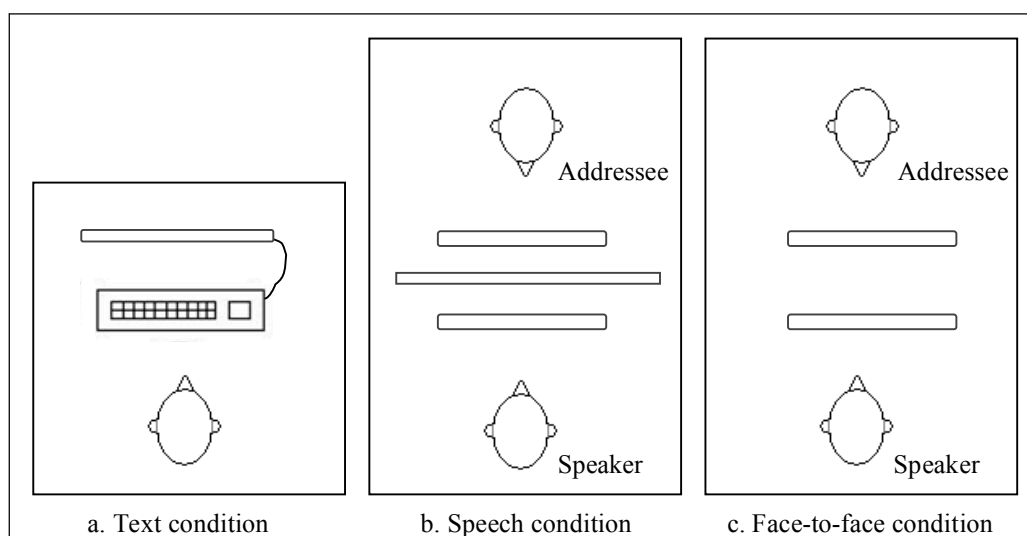 Addressee
Addressee
Speaker
Speaker
a. Text condition
b. Speech condition
c. Face-to-face condition